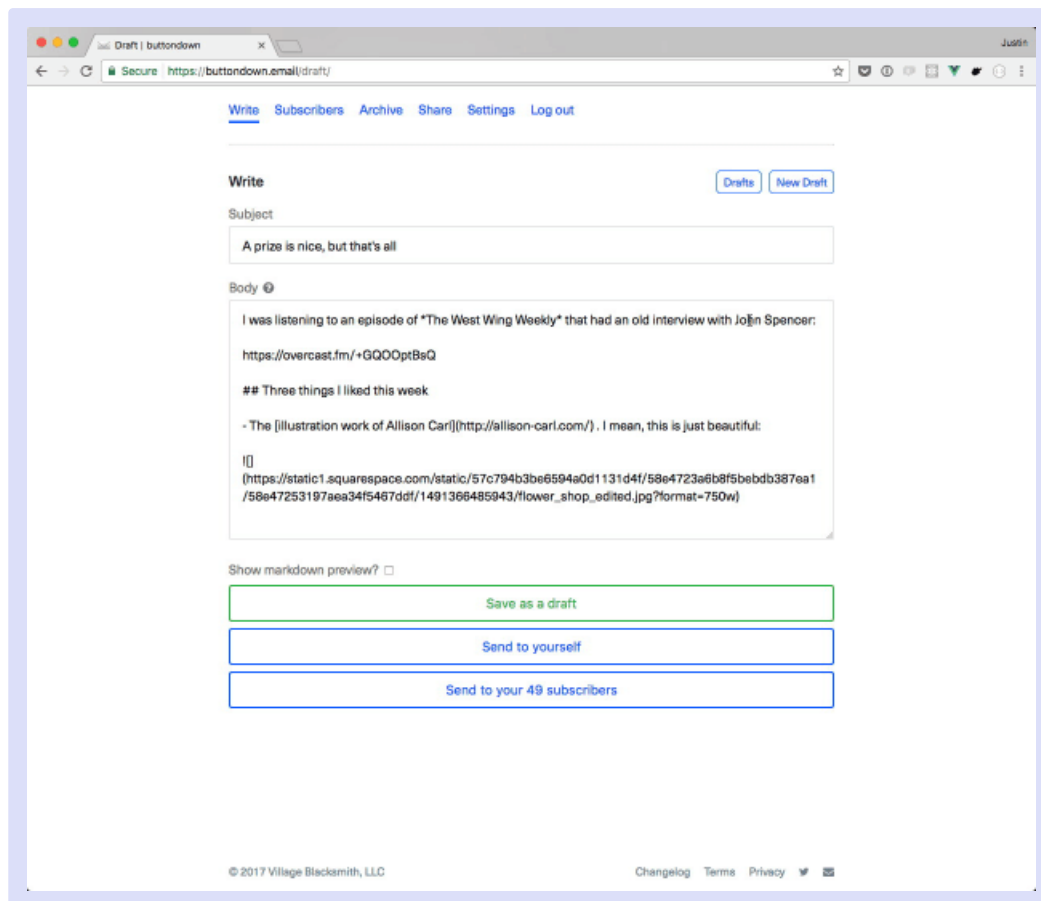 Draft | buttondown
Justin
Secure https://buttondown.email/draft/
Write Subscribers Archive Share Settings Log out
Write Drafts New Draft
Subject
A prize is nice, but that's all
Body
I was listening to an episode of *The West Wing Weekly* that had an old interview with John Spencer:
https://overcast.fm/+GQOOptBsQ
## Three things I liked this week
- The [illustration work of Allison Carl](http://allison-carl.com/) . I mean, this is just beautiful:
![]
(https://static1.squarespace.com/static/57c794b3be6594a0d1131d4f/58e4723a6b8f5bebdb387ea1
/58e47253197aea34f5467ddf/1491366485943/flower_shop_edited.jpg?format=750w)
Show markdown preview?
Save as a draft
Send to yourself
Send to your 49 subscribers
© 2017 Village Blacksmith, LLC Changelog Terms Privacy